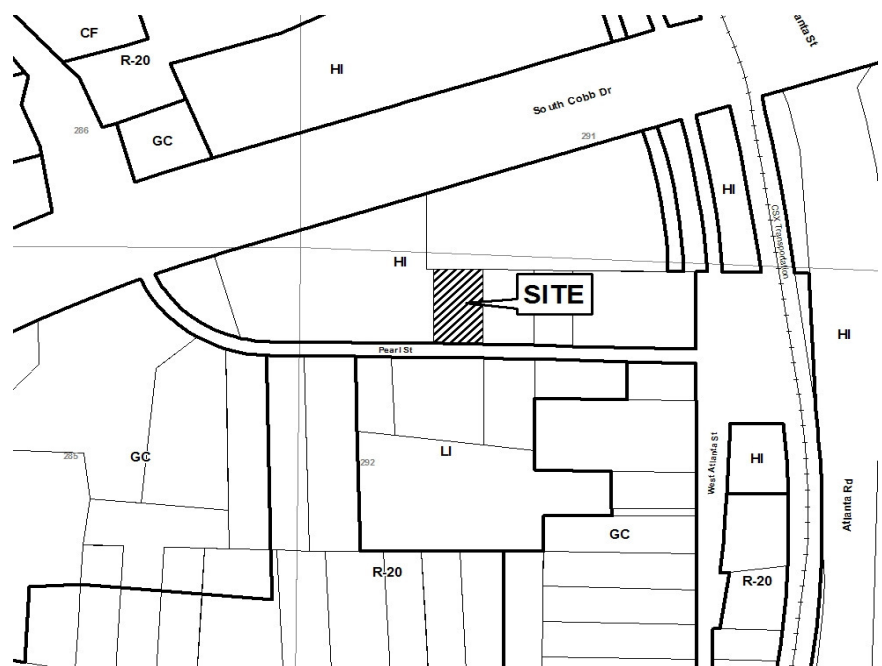 CF
R-20
HI
GC
286
South Cobb Dr
291
lanta St
HI
CSX Transportation
HI
SITE
Pearl St
HI
GC
285
292
LI
West Atlanta St
HI
Atlanta Rd
GC
R-20
R-20